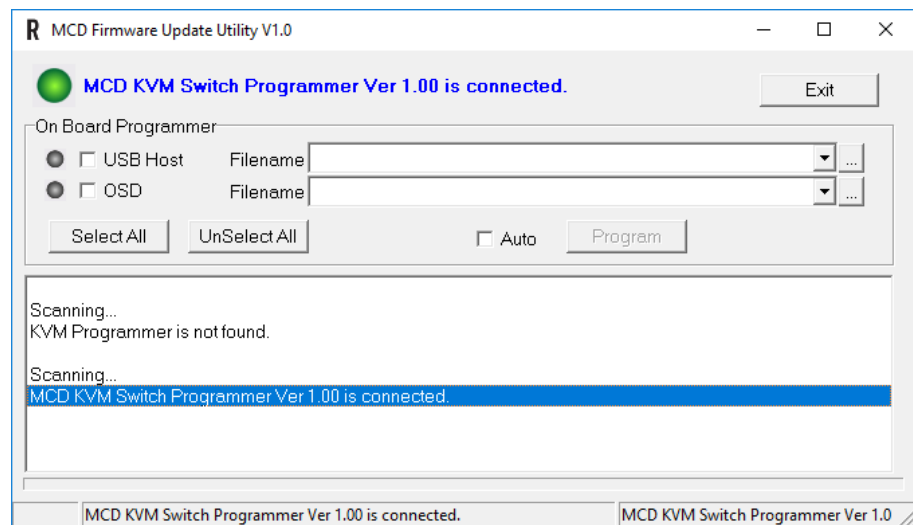 R MCD Firmware Update Utility V1.0
MCD KVM Switch Programmer Ver 1.00 is connected.
Exit
On Board Programmer
USB Host Filename ...
OSD Filename ...
Select All UnSelect All Auto Program
Scanning...
KVM Programmer is not found.
Scanning...
MCD KVM Switch Programmer Ver 1.00 is connected.
MCD KVM Switch Programmer Ver 1.00 is connected. MCD KVM Switch Programmer Ver 1.0